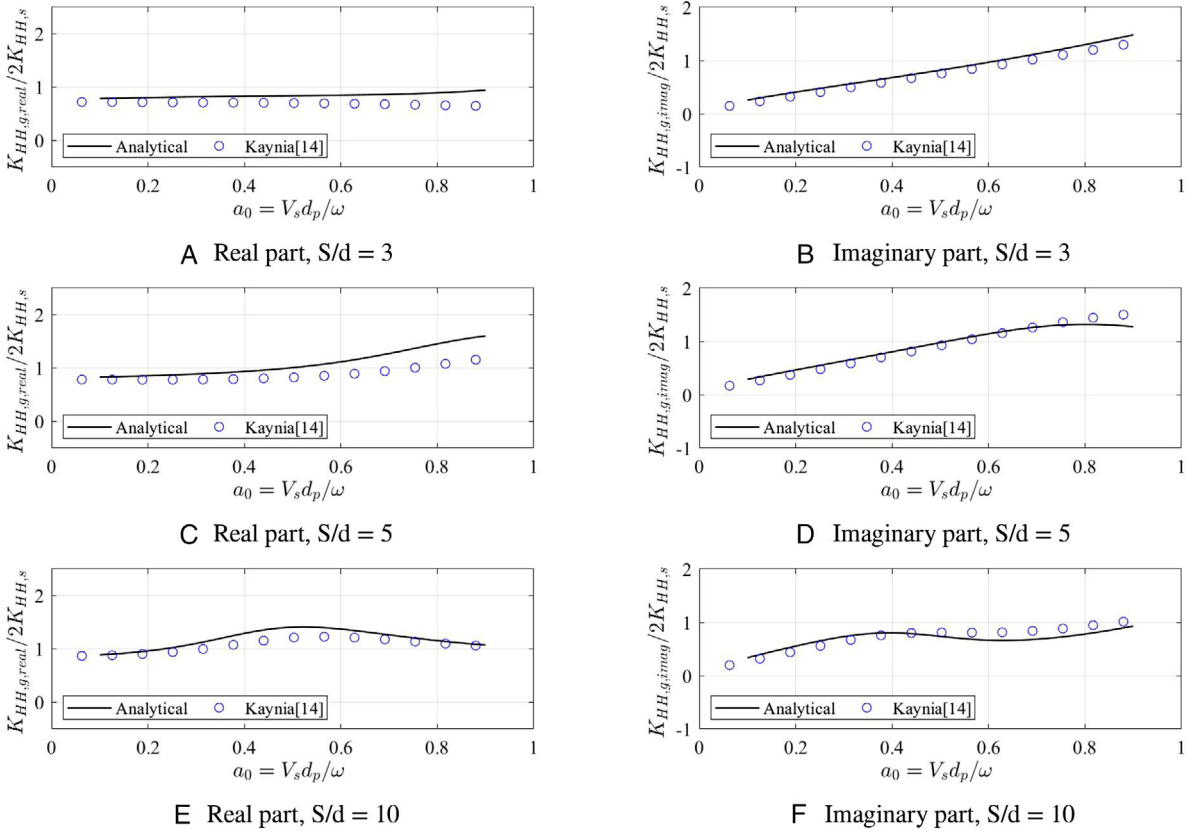 K_{HH,g,real}/2K_{HH,s}
2
1
0
Analytical
Kaynia[14]
0 0.2 0.4 0.6 0.8 1
a_0 = V_s d_p/ω
A Real part, S/d = 3
K_{HH,g,imag}/2K_{HH,s}
2
1
0
-1
Analytical
Kaynia[14]
0 0.2 0.4 0.6 0.8 1
a_0 = V_s d_p/ω
B Imaginary part, S/d = 3
K_{HH,g,real}/2K_{HH,s}
2
1
0
Analytical
Kaynia[14]
0 0.2 0.4 0.6 0.8 1
a_0 = V_s d_p/ω
C Real part, S/d = 5
K_{HH,g,imag}/2K_{HH,s}
2
1
0
-1
Analytical
Kaynia[14]
0 0.2 0.4 0.6 0.8 1
a_0 = V_s d_p/ω
D Imaginary part, S/d = 5
K_{HH,g,real}/2K_{HH,s}
2
1
0
Analytical
Kaynia[14]
0 0.2 0.4 0.6 0.8 1
a_0 = V_s d_p/ω
E Real part, S/d = 10
K_{HH,g,imag}/2K_{HH,s}
2
1
0
-1
Analytical
Kaynia[14]
0 0.2 0.4 0.6 0.8 1
a_0 = V_s d_p/ω
F Imaginary part, S/d = 10